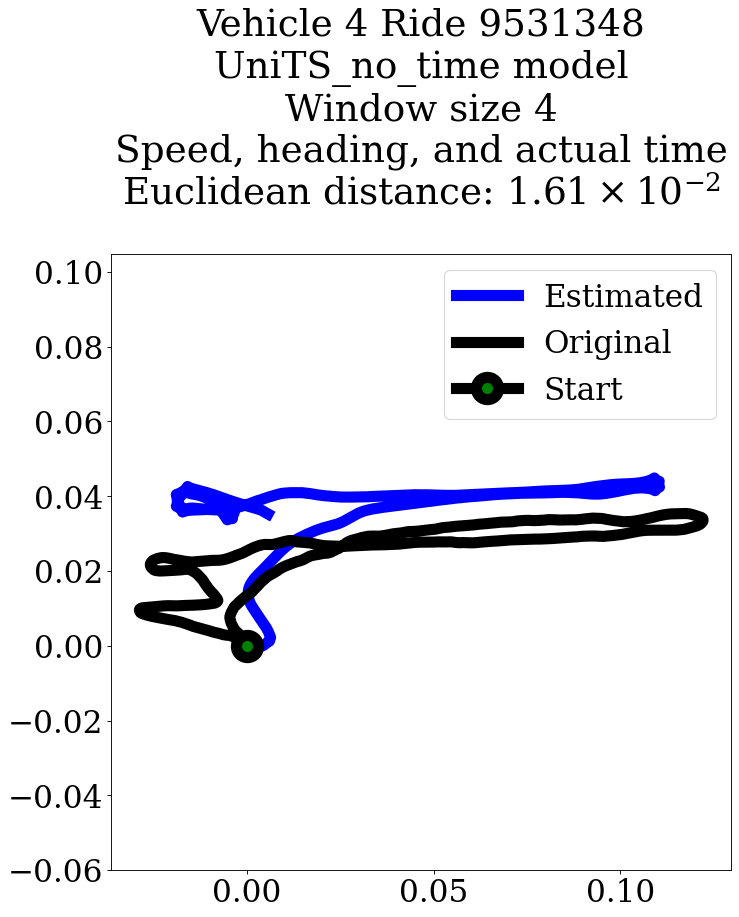 Vehicle 4 Ride 9531348
UniTS_no_time model
Window size 4
Speed, heading, and actual time
Euclidean distance: 1.61 × 10⁻²
Estimated
Original
Start
0.10
0.08
0.06
0.04
0.02
0.00
−0.02
−0.04
−0.06
0.00
0.05
0.10